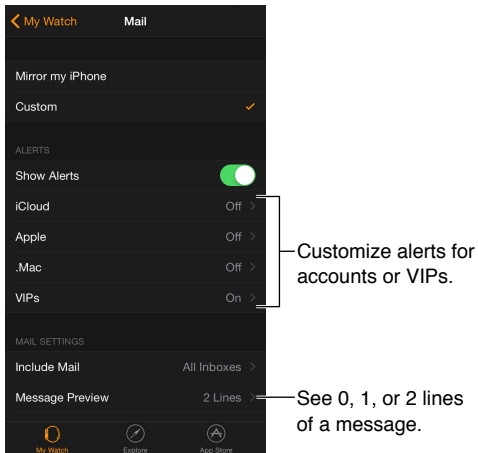 My Watch Mail
Mirror my iPhone
Custom
ALERTS
Show Alerts
iCloud Off
Apple Off
.Mac Off
VIPs On
Customize alerts for
accounts or VIPs.
MAIL SETTINGS
Include Mail All Inboxes
Message Preview 2 Lines
See 0, 1, or 2 lines
of a message.
My Watch Explore App Store